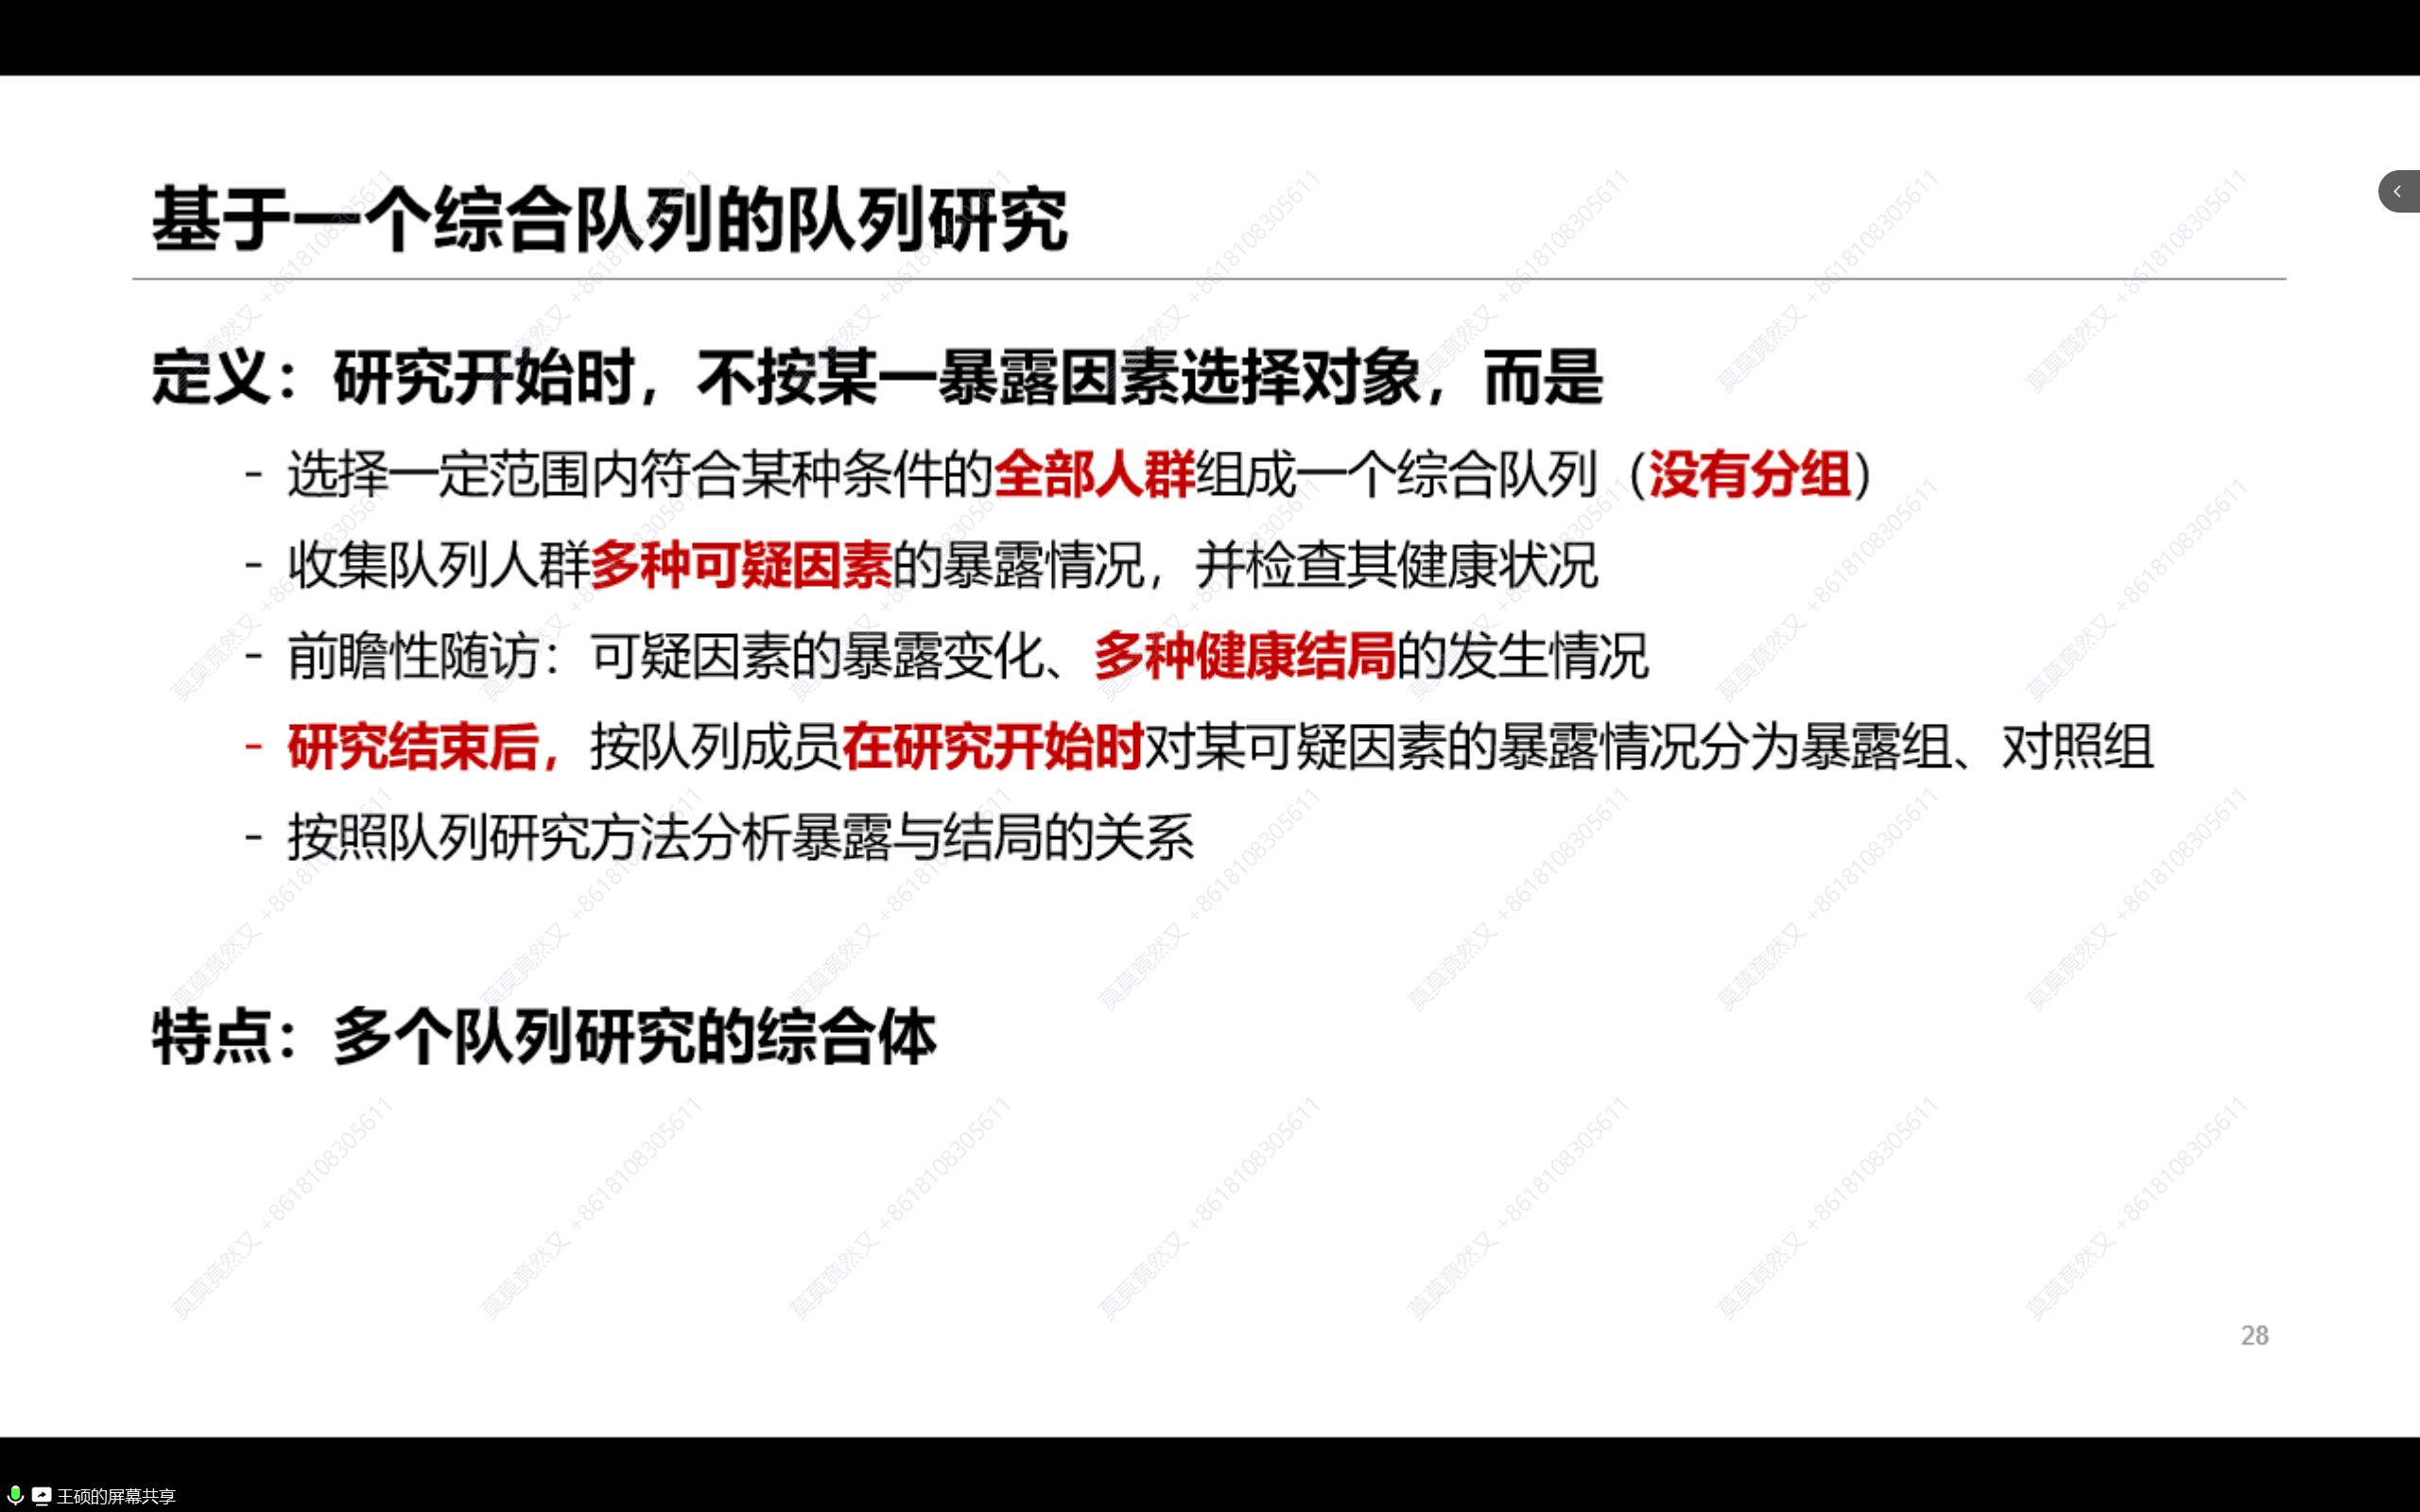 基于一个综合队列的队列研究
定义：研究开始时，不按某一暴露因素选择对象，而是
- 选择一定范围内符合某种条件的全部人群组成一个综合队列（没有分组）
- 收集队列人群多种可疑因素的暴露情况，并检查其健康状况
- 前瞻性随访：可疑因素的暴露变化、多种健康结局的发生情况
- 研究结束后，按队列成员在研究开始时对某可疑因素的暴露情况分为暴露组、对照组
- 按照队列研究方法分析暴露与结局的关系
特点：多个队列研究的综合体
莫莫竟然又 +8618108305611
28
王硕的屏幕共享